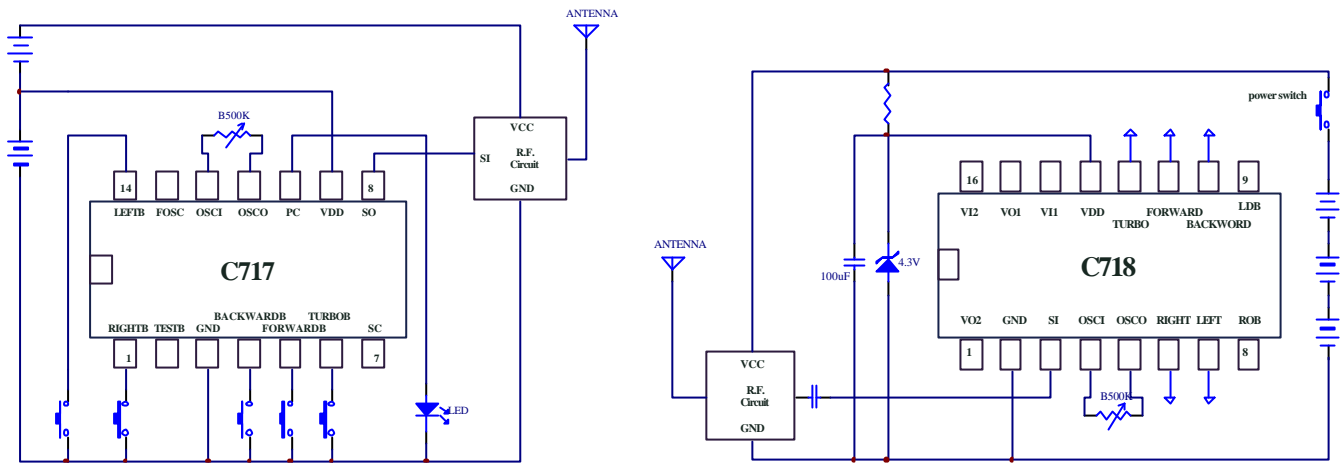 ANTENNA
B500K
VCC
SI
R.F.
Circuit
GND
14
8
LEFTB
FOSC
OSCI
OSCO
PC
VDD
SO
C717
BACKWARDB
TURBOB
RIGHTB
TESTB
GND
FORWARDB
SC
1
7
LED
power switch
16
9
VI2
VO1
VI1
VDD
FORWARD
LDB
TURBO
BACKWORD
ANTENNA
100uF
4.3V
C718
VO2
GND
SI
OSCI
OSCO
RIGHT
LEFT
ROB
1
8
VCC
R.F.
Circuit
GND
B500K